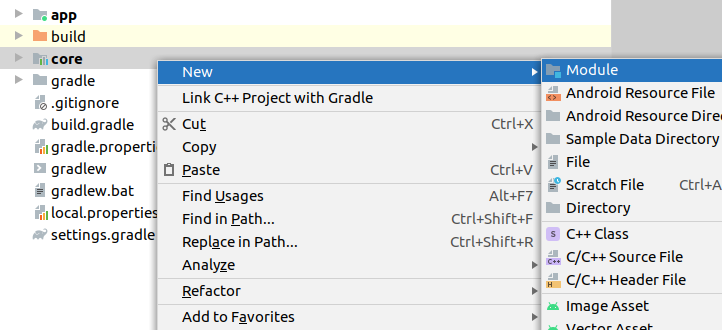 app
build
core
gradle
.gitignore
build.gradle
gradle.properties
gradlew
gradlew.bat
local.properties
settings.gradle
New
Link C++ Project with Gradle
Cut Ctrl+X
Copy
Paste Ctrl+V
Find Usages Alt+F7
Find in Path... Ctrl+Shift+F
Replace in Path... Ctrl+Shift+R
Analyze
Refactor
Add to Favorites
Module
Android Resource File
Android Resource Dire
Sample Data Directory
File
Scratch File Ctrl+A
Directory
S C++ Class
C++ C/C++ Source File
H C/C++ Header File
Image Asset
Vector Asset